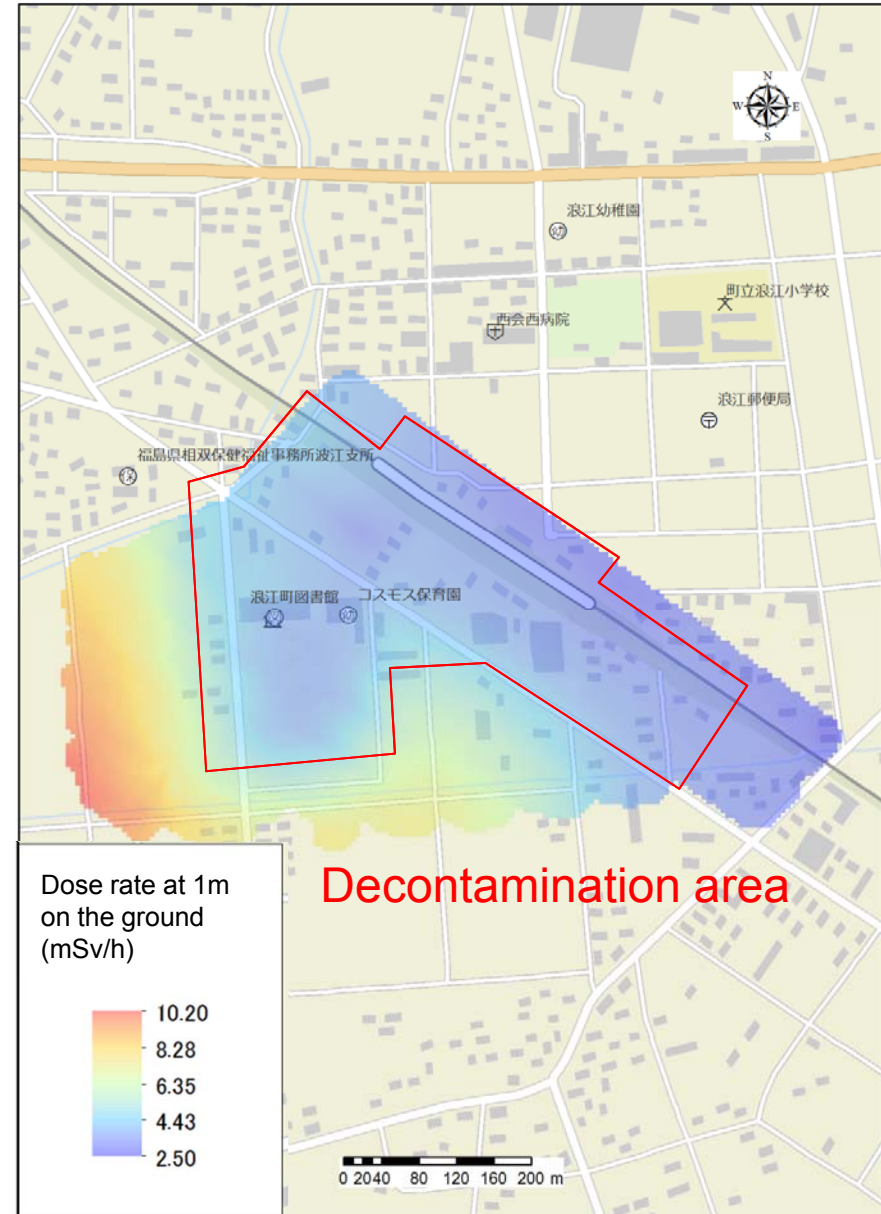 N
W E
S
浪江幼稚園
町立浪江小学校
西会西病院
浪江郵便局
福島県相双保健福祉事務所波江支所
浪江町図書館
コスモス保育園
Decontamination area
Dose rate at 1m
on the ground
(mSv/h)
10.20
8.28
6.35
4.43
2.50
0 20 40 80 120 160 200 m